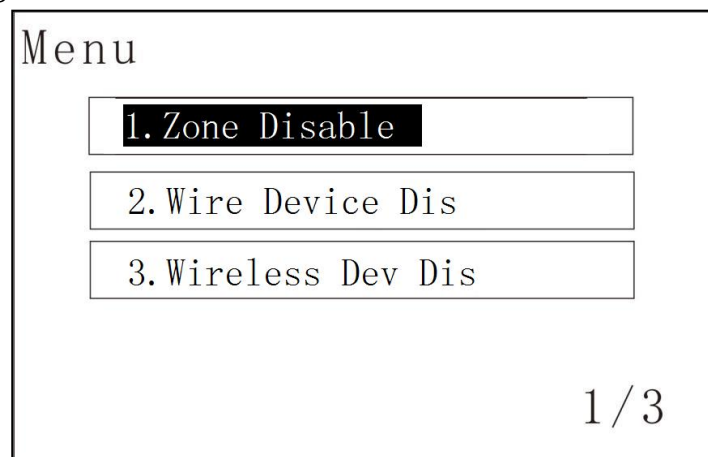 Menu
1.Zone Disable
2.Wire Device Dis
3.Wireless Dev Dis
1/3